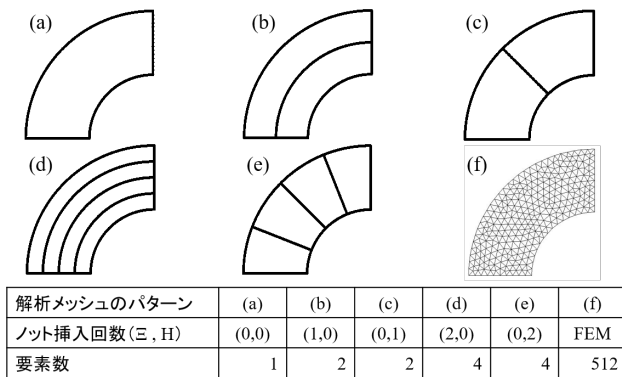 (a)
(b)
(c)
(d)
(e)
(f)
解析メッシュのパターン (a) (b) (c) (d) (e) (f)
ノット挿入回数(Ξ , H) (0,0) (1,0) (0,1) (2,0) (0,2) FEM
要素数 1 2 2 4 4 512